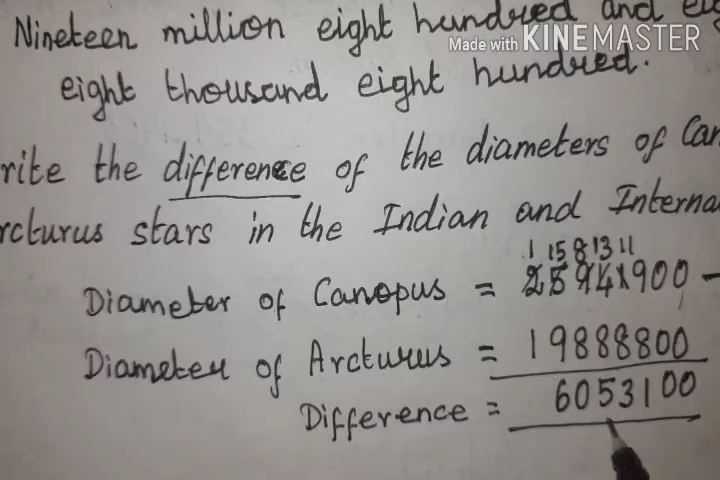 Nineteen million eight hundred and
Made with KINEMASTER
eight thousand eight hundred.
rite the difference of the diameters of
rcturus stars in the Indian and Interna
1 15 8 13 11
Diameter of Canopus = 25941900 -
Diameter of Arcturus = 19888800
Difference = 6053100